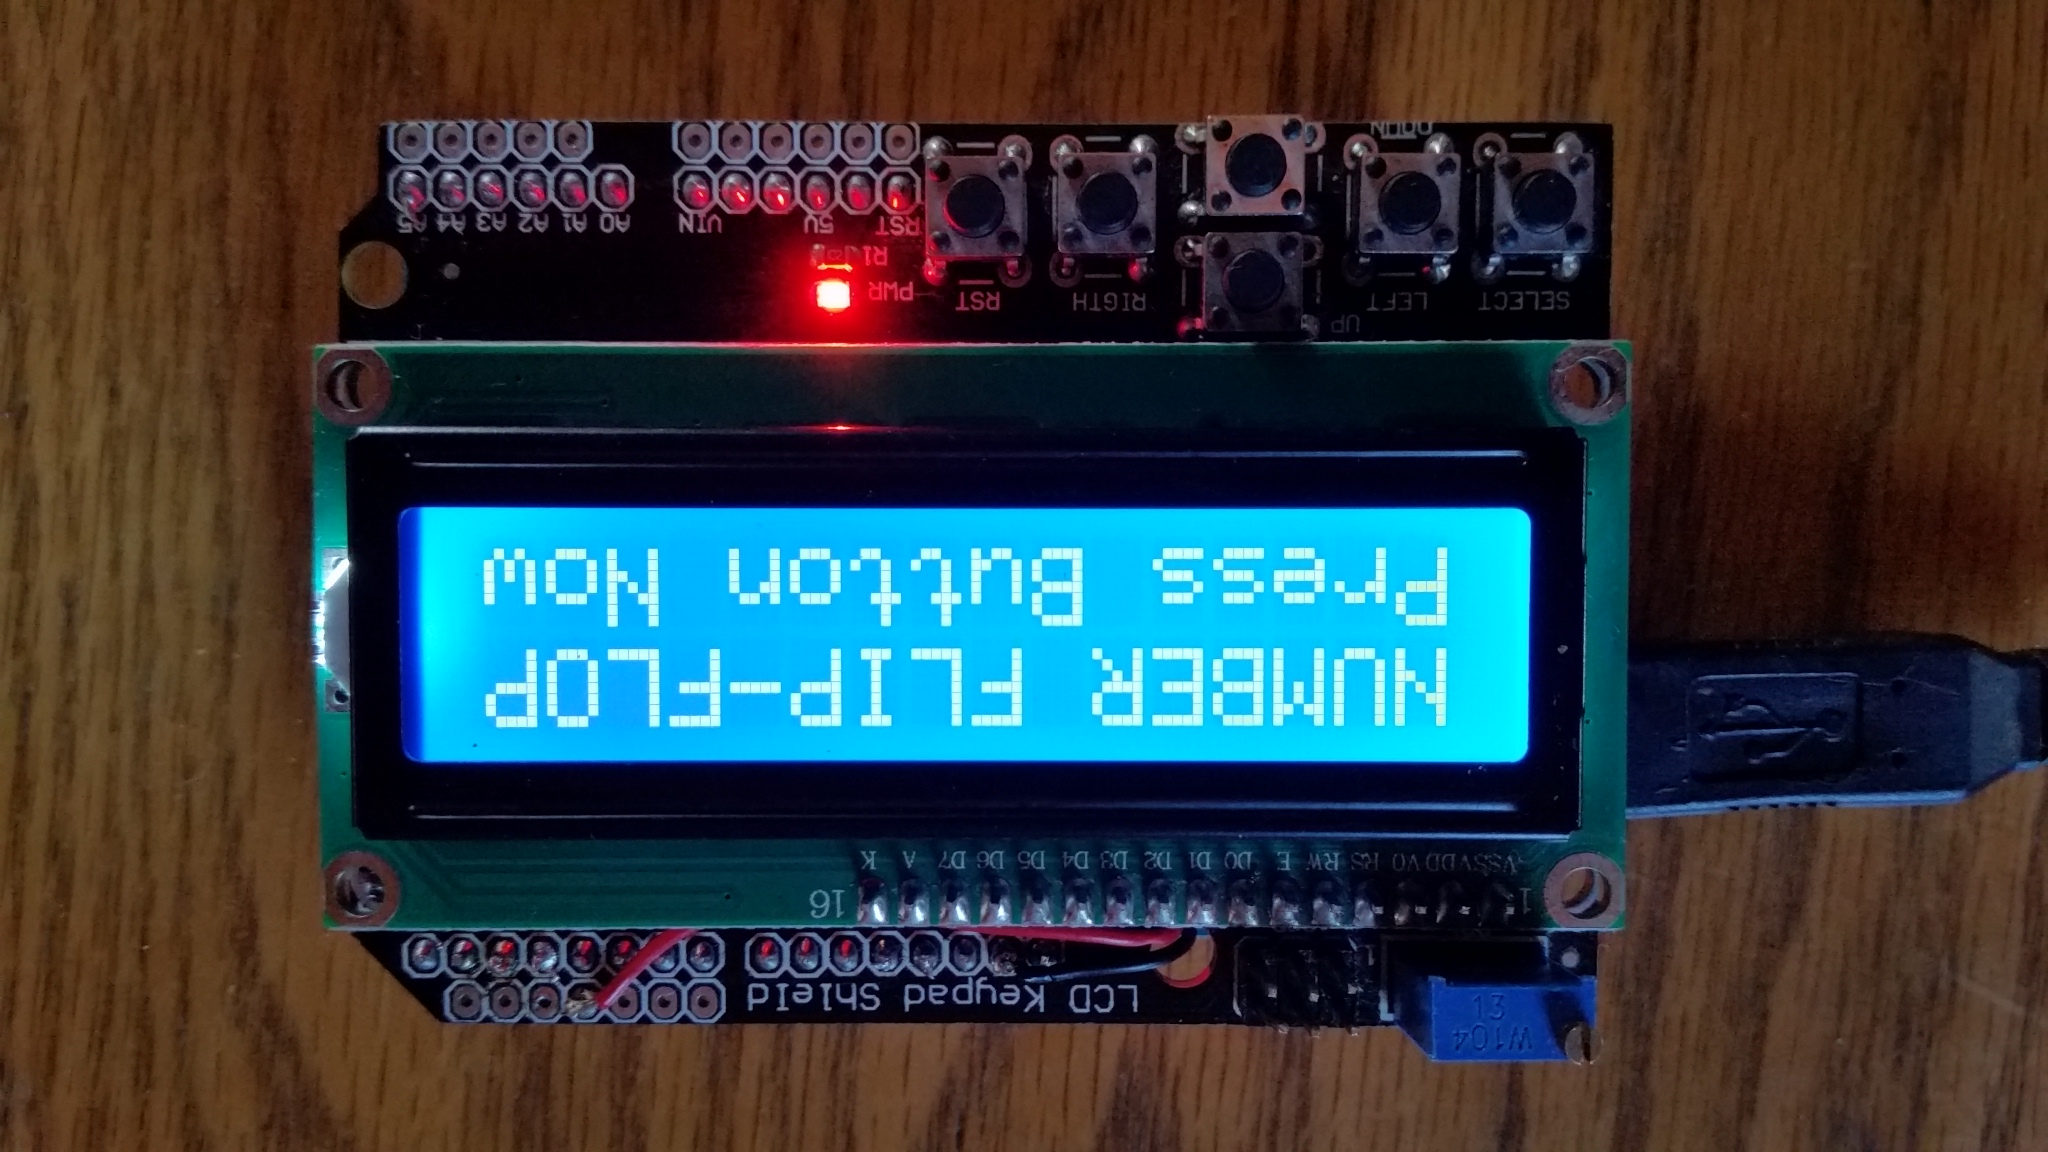 W104
13
LCD Keypad ShIeId
1
1 16
VSS VDD V0 RS RW E D0 D1 D2 D3 D4 D5 D6 D7 A K
NUMBER FLIP-FLOP
Press Button Now
UP
SELECT LEFT RIGTH RST
PWR
R1
RST 5V VIN A0 A1 A2 A3 A4 A5
DOWN